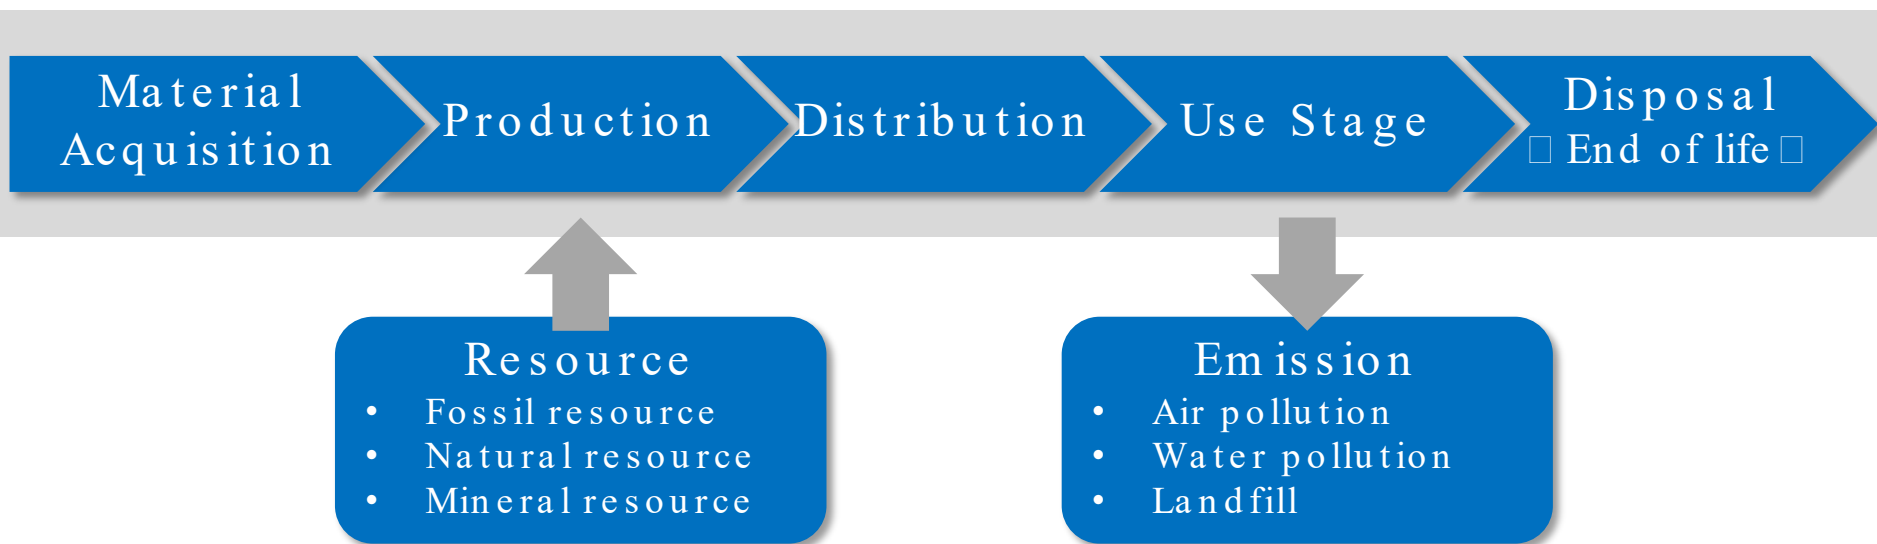 Material
Acquisition
Production
Distribution
Use Stage
Disposal
□ End of life □
Resource
• Fossil resource
• Natural resource
• Mineral resource
Emission
• Air pollution
• Water pollution
• Landfill